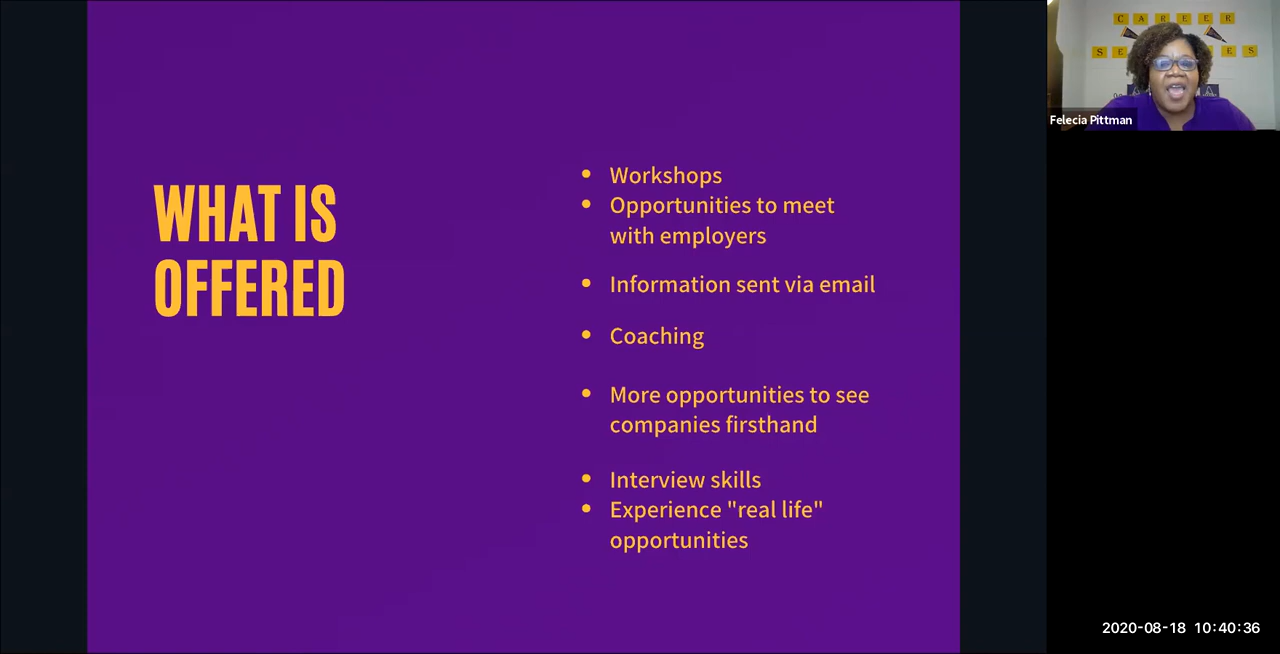 WHAT IS
OFFERED
Workshops
Opportunities to meet
with employers
Information sent via email
Coaching
More opportunities to see
companies firsthand
Interview skills
Experience "real life"
opportunities
CAREER
Felecia Pittman
2020-08-18 10:40:36